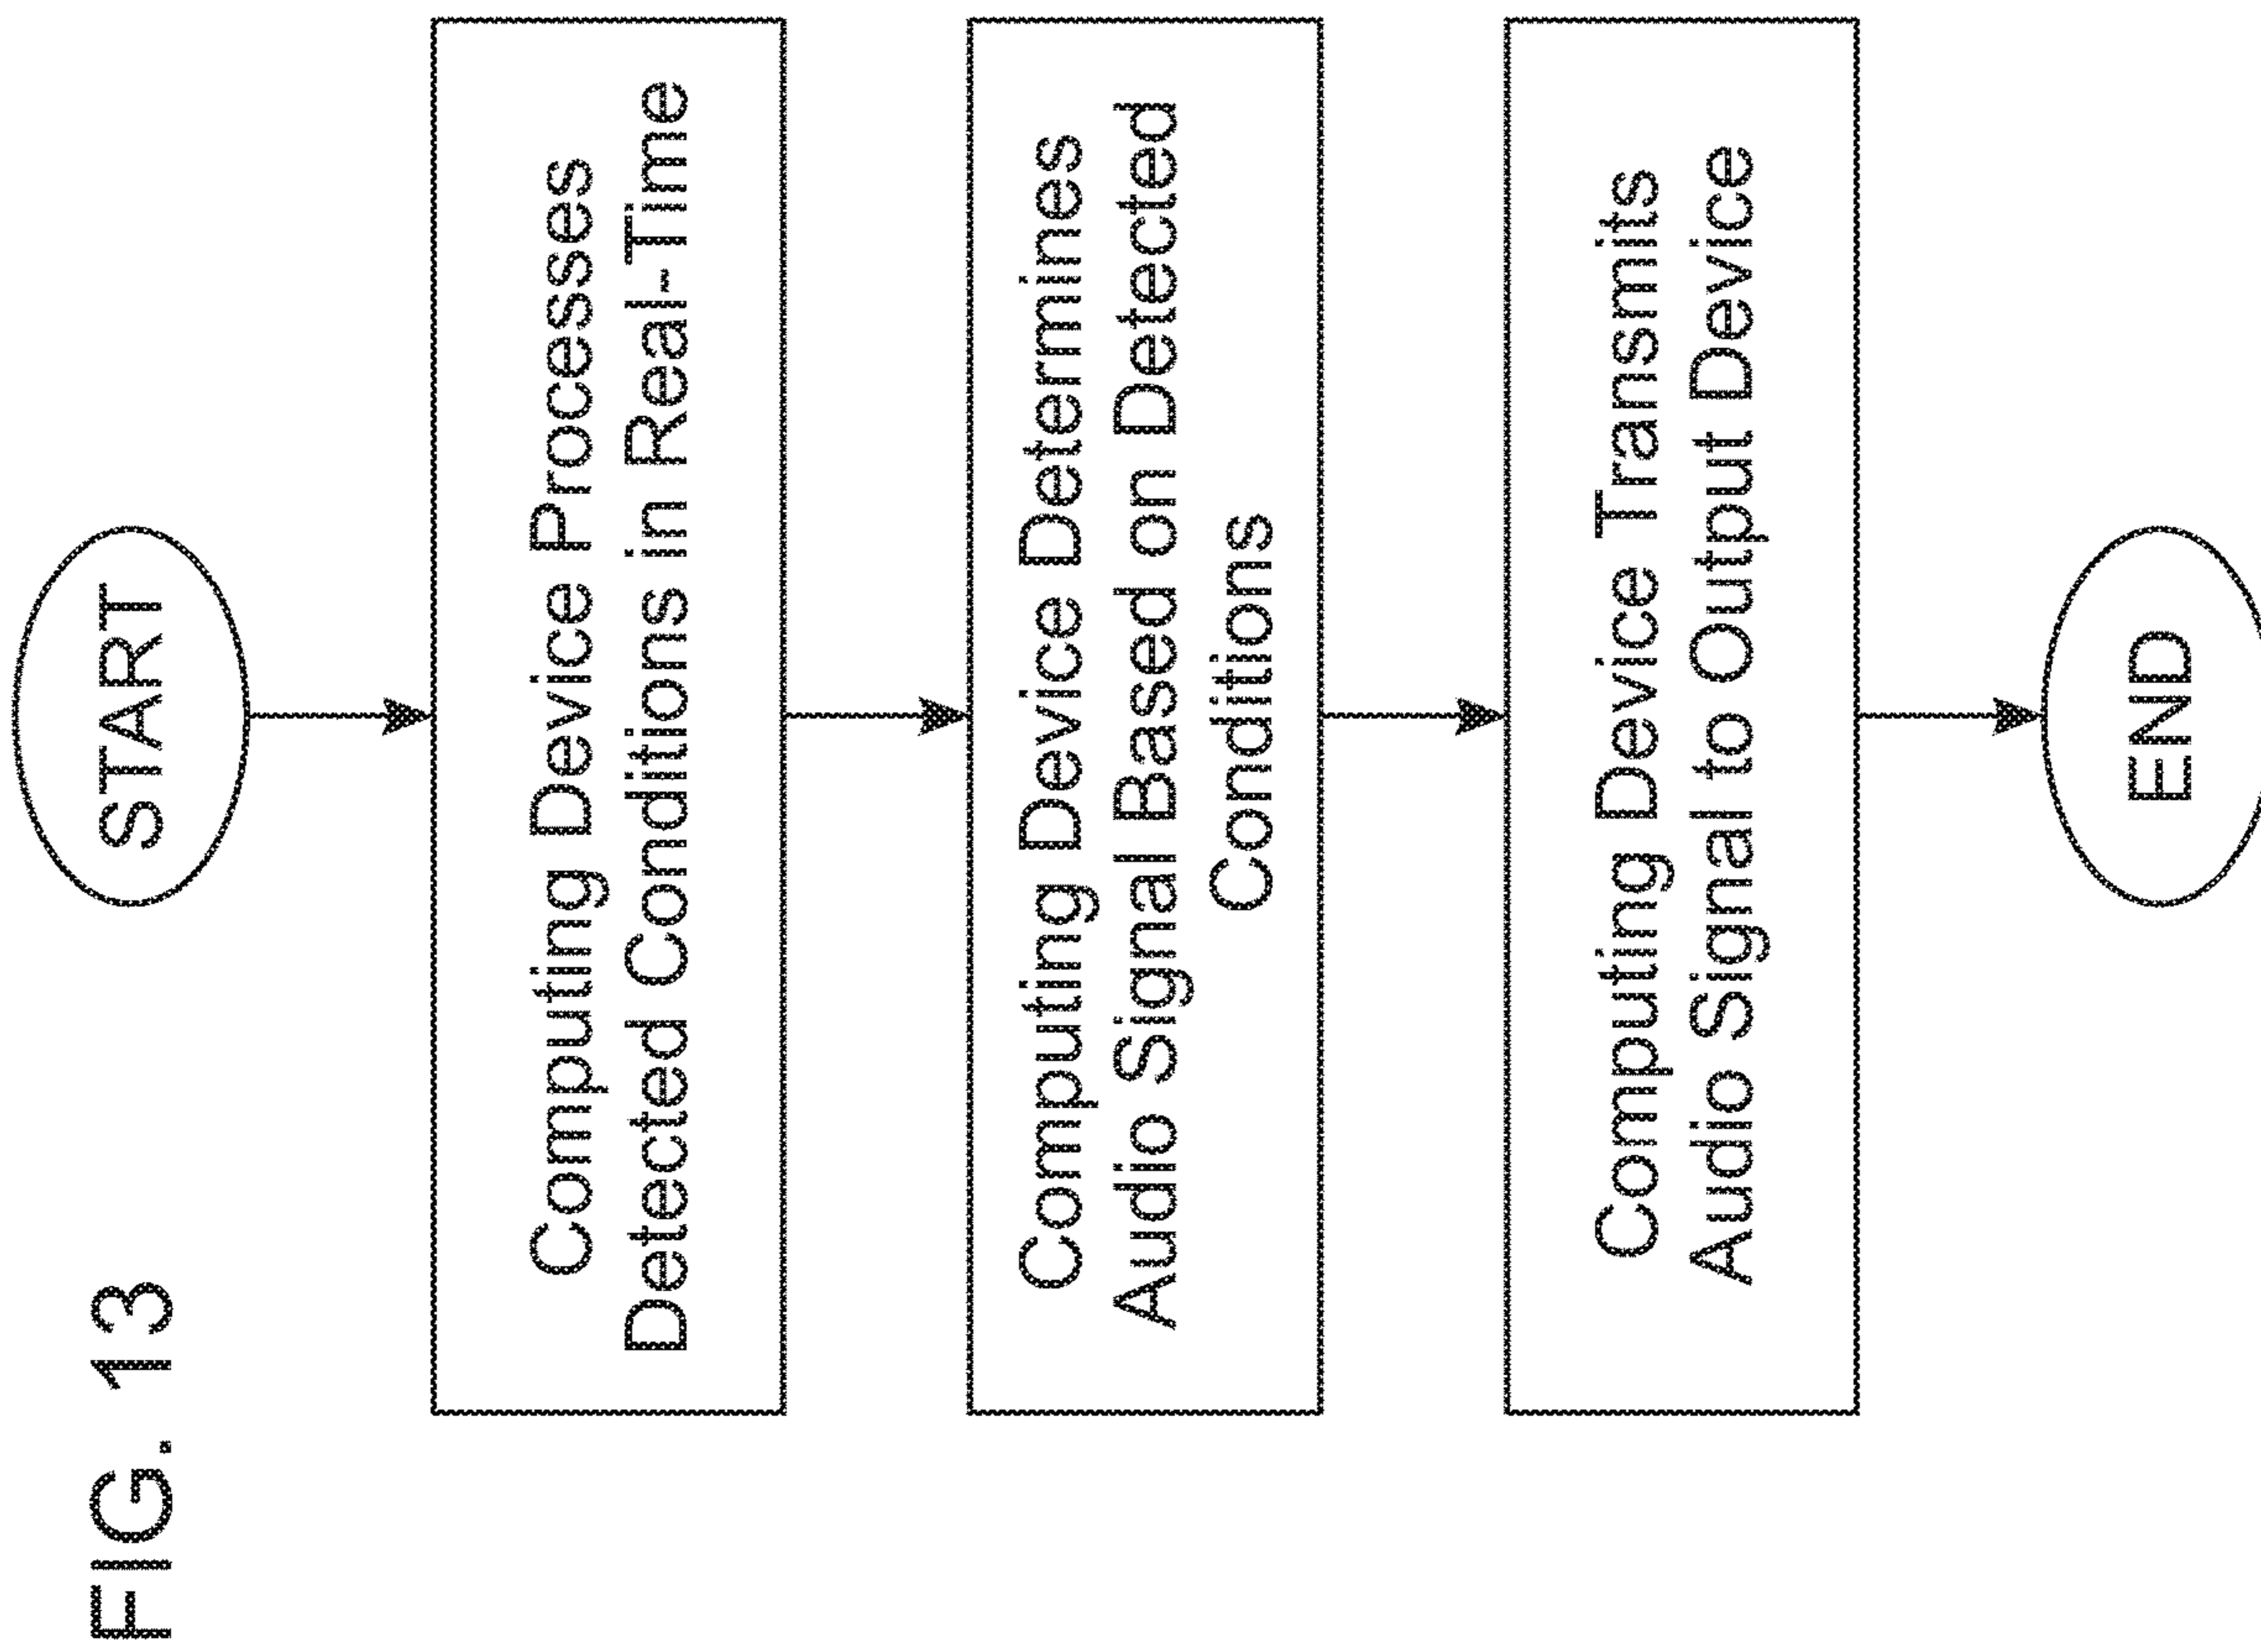 FIG. 13
START
Computing Device Processes
Detected Conditions in Real-Time
Computing Device Determines
Audio Signal Based on Detected
Conditions
Computing Device Transmits
Audio Signal to Output Device
END